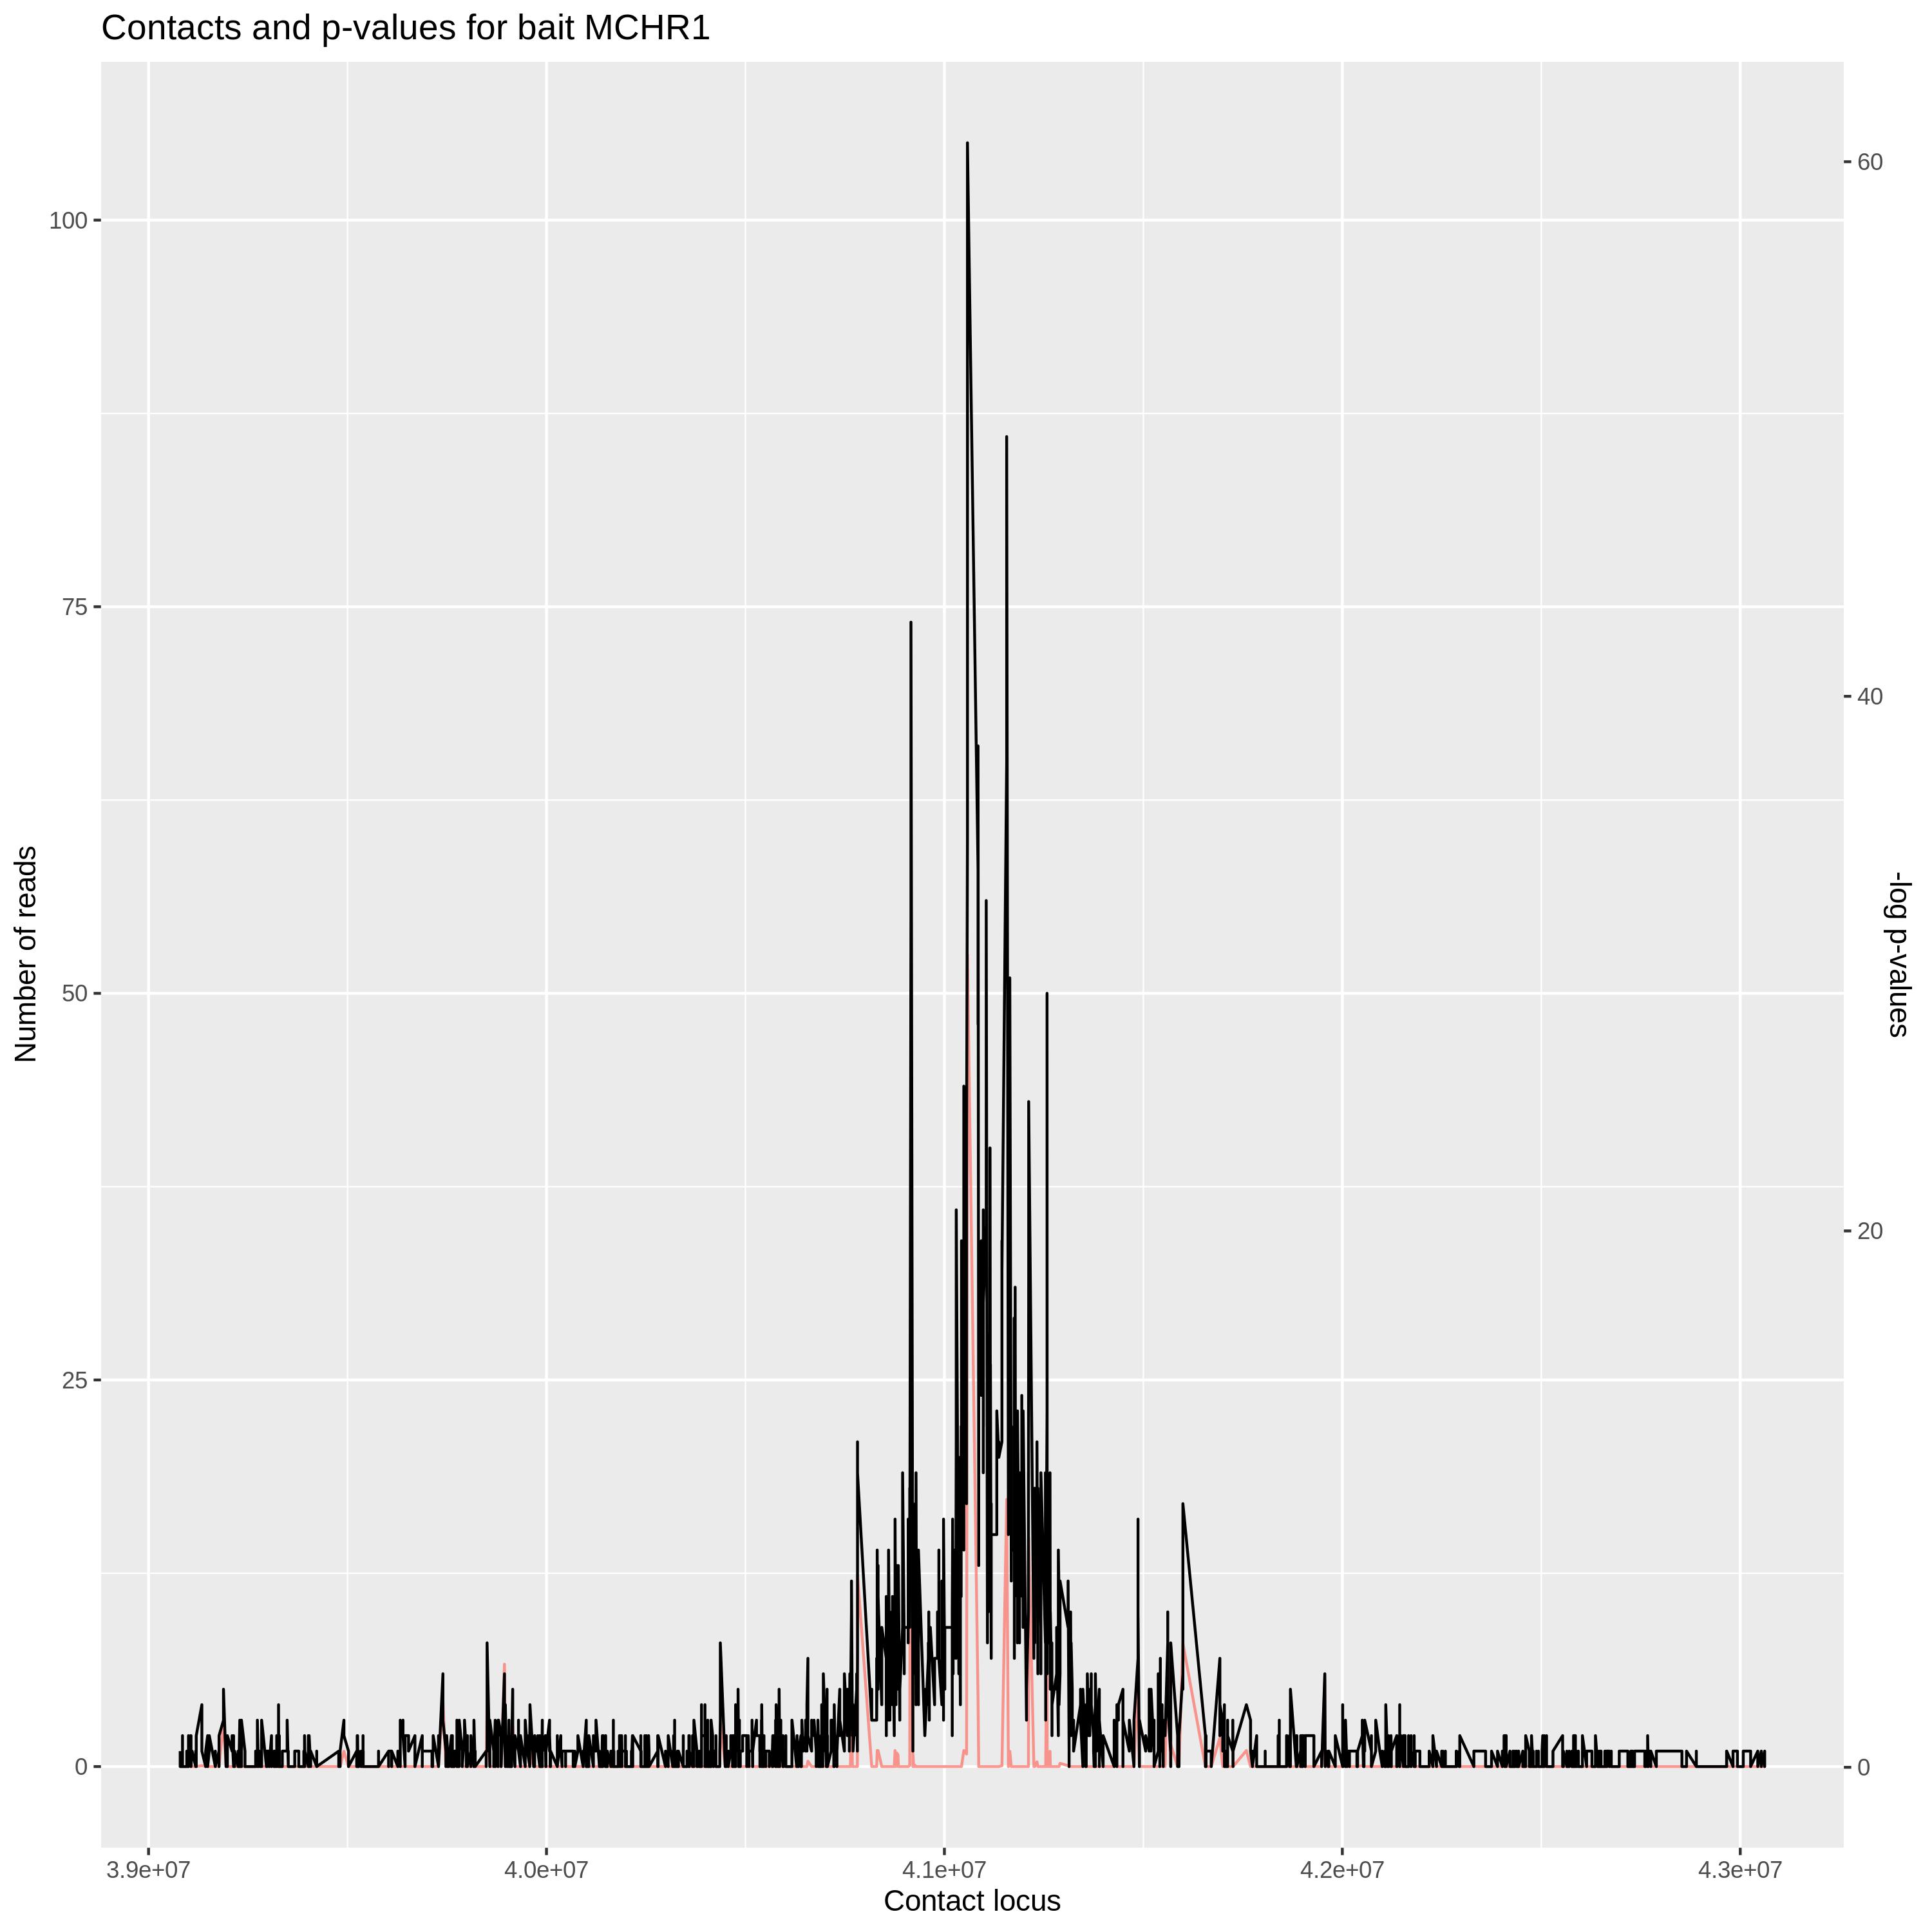 Contacts and p-values for bait MCHR1
100
75
50
25
0
Number of reads
60
40
20
0
-log p-values
3.9e+07
4.0e+07
4.1e+07
4.2e+07
4.3e+07
Contact locus